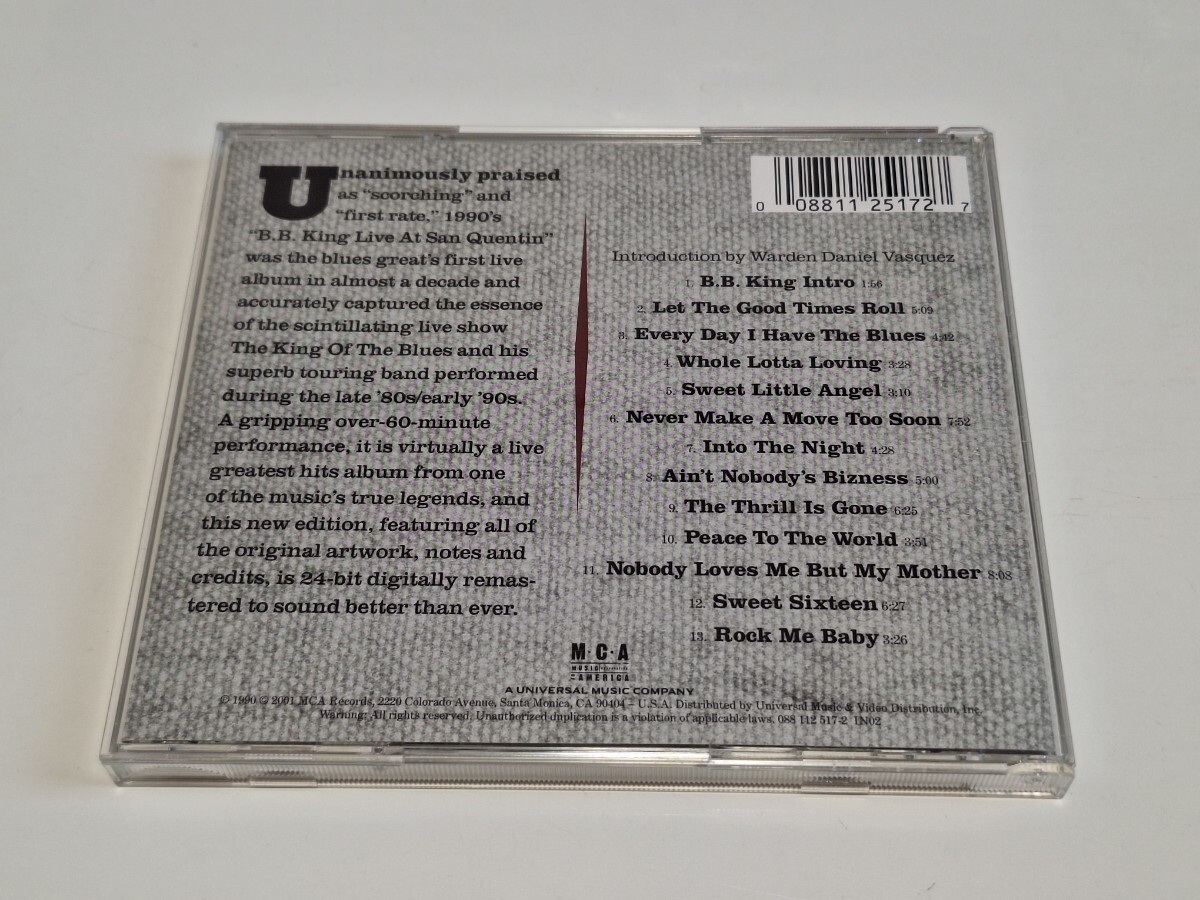 Unanimously praised
as "scorching" and
"first rate," 1990's
"B.B. King Live At San Quentin"
was the blues great's first live
album in almost a decade and
accurately captured the essence
of the scintillating live show
The King Of The Blues and his
superb touring band performed
during the late '80s/early '90s.
A gripping over-60-minute
performance, it is virtually a live
greatest hits album from one
of the music's true legends, and
this new edition, featuring all of
the original artwork, notes and
credits, is 24-bit digitally remas-
tered to sound better than ever.
0 08811 25172 7
Introduction by Warden Daniel Vasquez
1. B.B. King Intro 1:56
2. Let The Good Times Roll 5:09
3. Every Day I Have The Blues 4:42
4. Whole Lotta Loving 3:28
5. Sweet Little Angel 3:10
6. Never Make A Move Too Soon 7:52
7. Into The Night 4:28
8. Ain't Nobody's Bizness 5:00
9. The Thrill Is Gone 6:25
10. Peace To The World 3:51
11. Nobody Loves Me But My Mother 8:08
12. Sweet Sixteen 6:27
13. Rock Me Baby 3:26
M·C·A
MUSIC
AMERICA
A UNIVERSAL MUSIC COMPANY
℗ 1990 © 2001 MCA Records, 2220 Colorado Avenue, Santa Monica, CA 90404 – U.S.A. Distributed by Universal Music & Video Distribution, Inc.
Warning: All rights reserved. Unauthorized duplication is a violation of applicable laws. 088 112 517-2 1N02